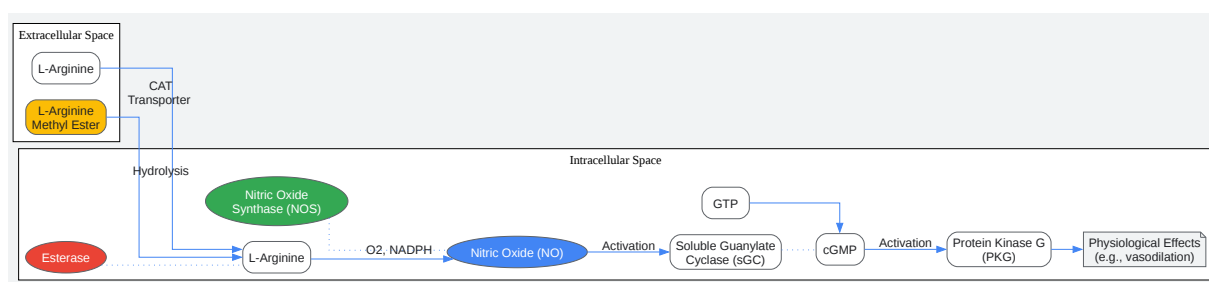 Extracellular Space
L-Arginine
CAT
Transporter
L-Arginine
Methyl Ester
Intracellular Space
Hydrolysis
Nitric Oxide
Synthase (NOS)
GTP
Esterase
L-Arginine
O2, NADPH
Nitric Oxide (NO)
Activation
Soluble Guanylate
Cyclase (sGC)
cGMP
Activation
Protein Kinase G
(PKG)
Physiological Effects
(e.g., vasodilation)